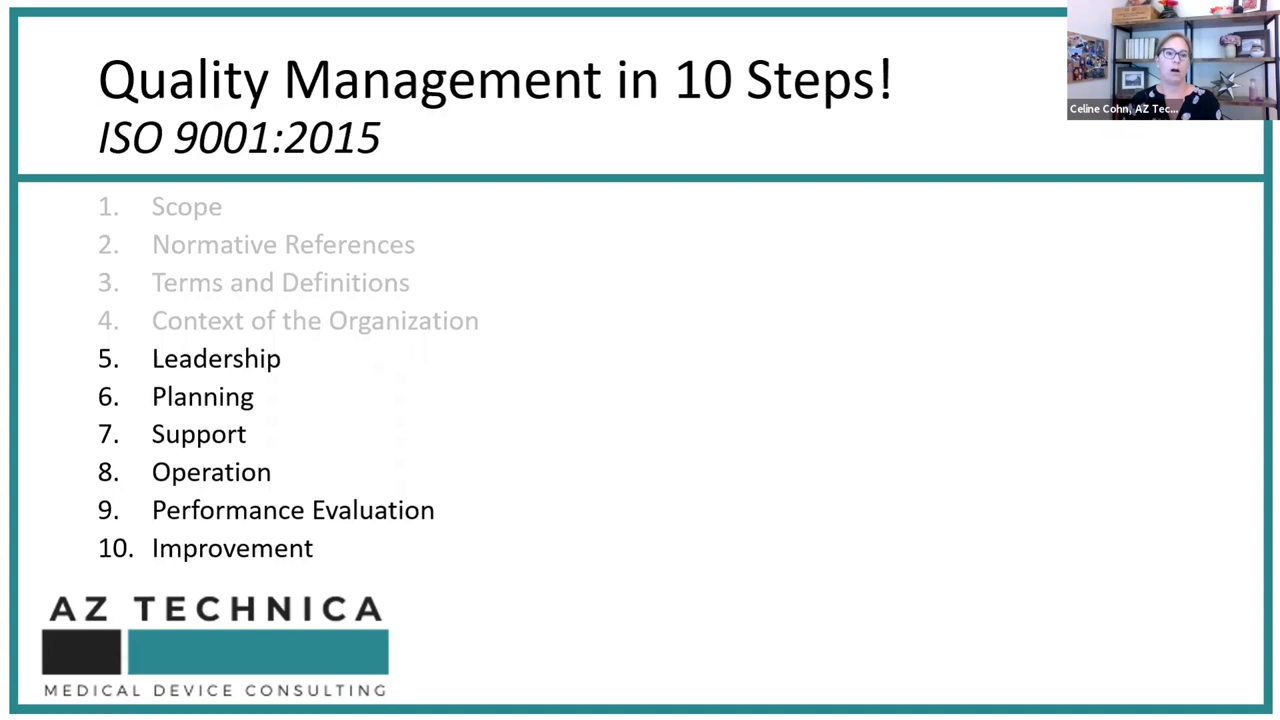 Quality Management in 10 Steps!
ISO 9001:2015
Celine Cohn, AZ Tec...
1. Scope
2. Normative References
3. Terms and Definitions
4. Context of the Organization
5. Leadership
6. Planning
7. Support
8. Operation
9. Performance Evaluation
10. Improvement
AZ TECHNICA
MEDICAL DEVICE CONSULTING